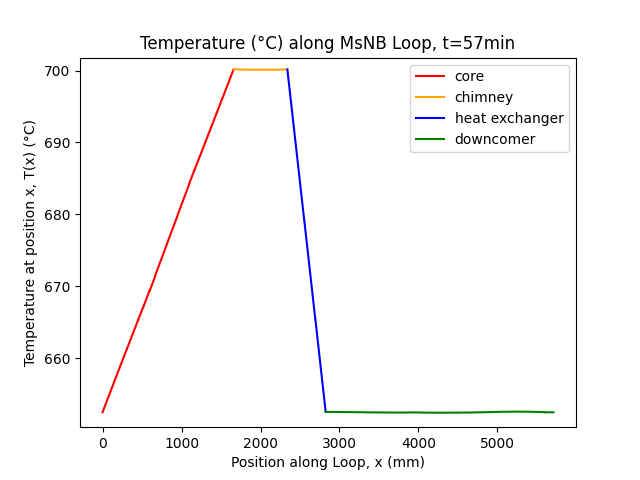 Temperature (°C) along MsNB Loop, t=57min
Temperature at position x, T(x) (°C)
700
690
680
670
660
core
chimney
heat exchanger
downcomer
0 1000 2000 3000 4000 5000
Position along Loop, x (mm)